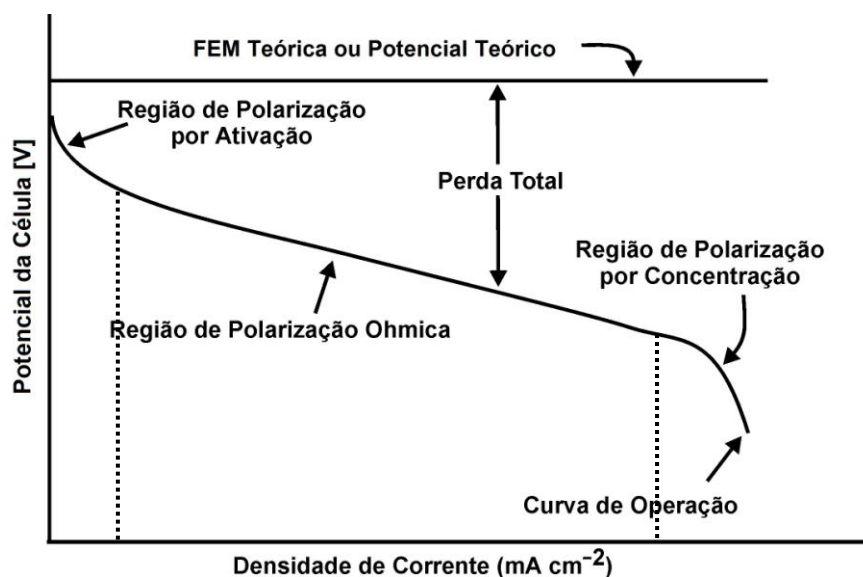 FEM Teórica ou Potencial Teórico
Região de Polarização
por Ativação
Perda Total
Região de Polarização
por Concentração
Região de Polarização Ohmica
Curva de Operação
Potencial da Célula [V]
Densidade de Corrente (mA cm⁻²)